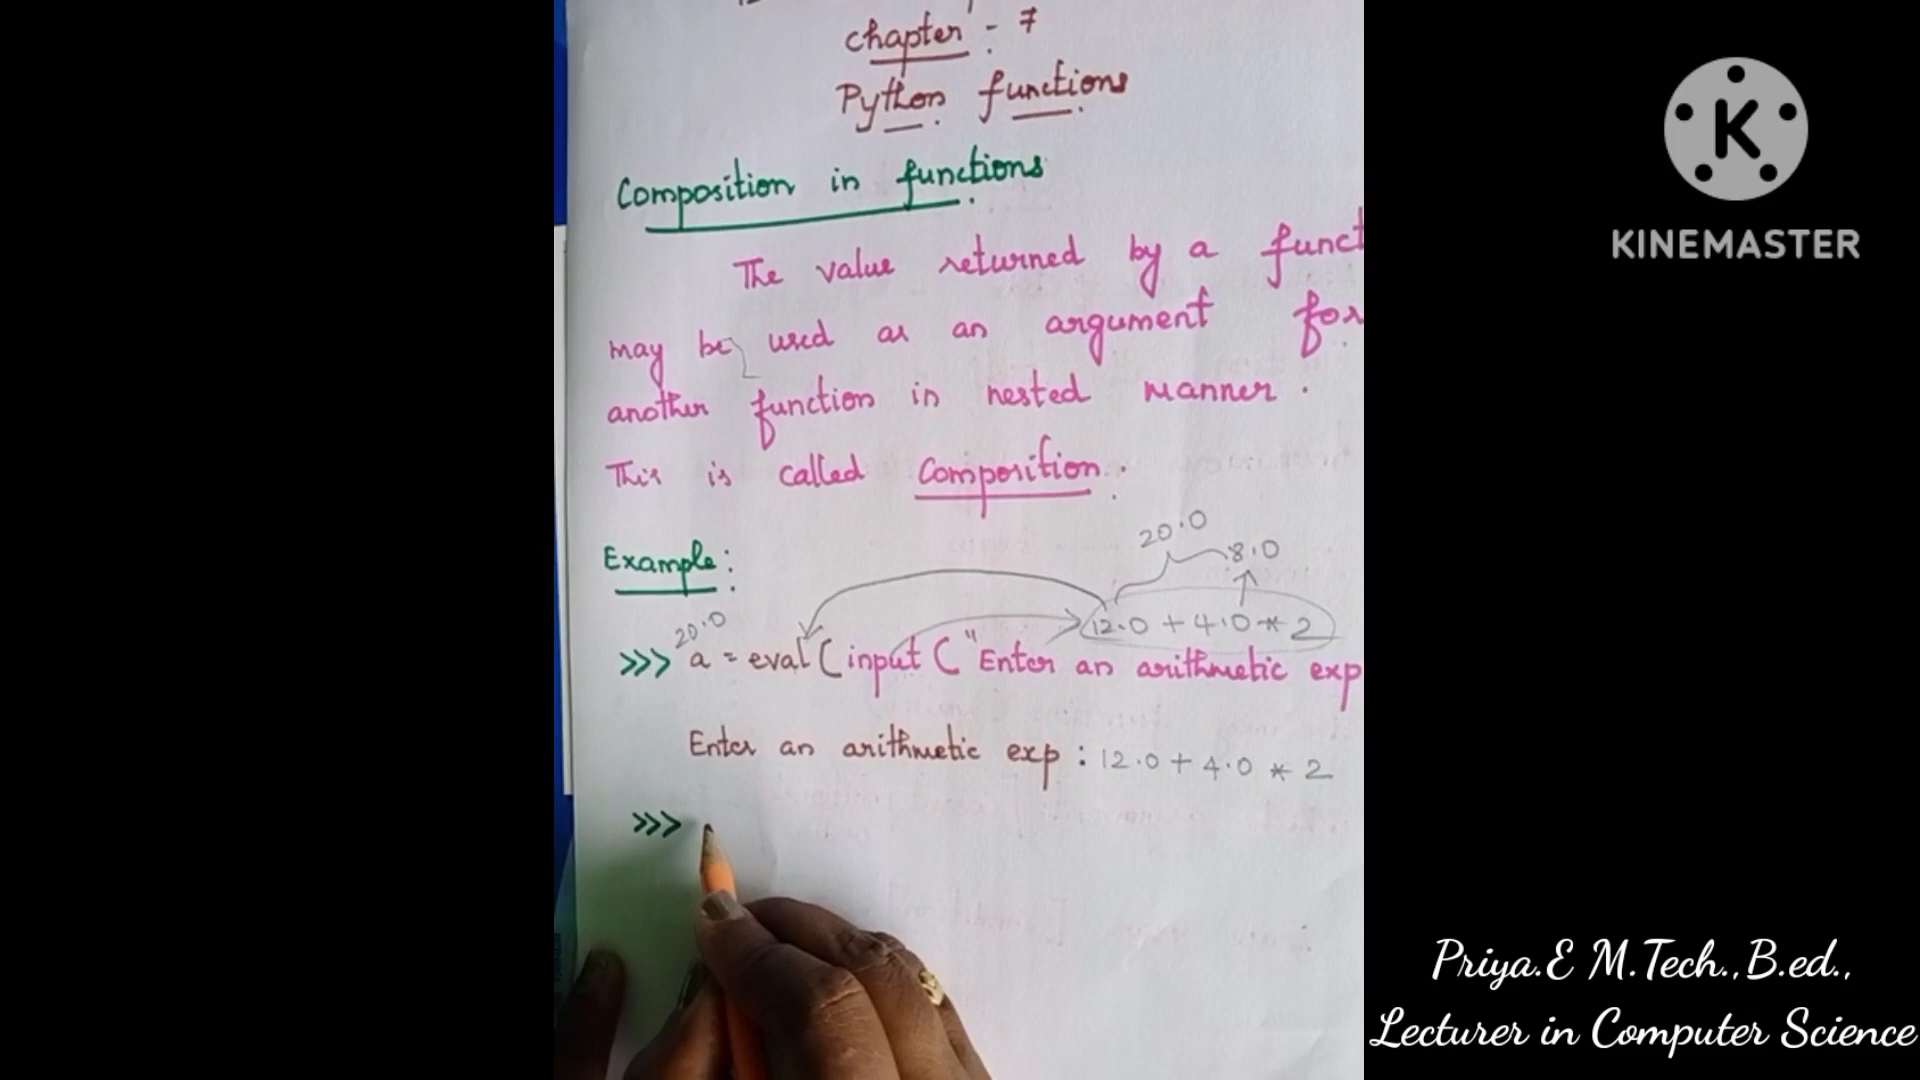 chapter - 7
Python functions
Composition in functions
The value returned by a funct
may be used as an argument for
another function in nested manner.
This is called Composition.
20.0
8.0
Example:
20.0
12.0 + 4.0 * 2
>>> a = eval ( input ( "Enter an arithmetic exp
Enter an arithmetic exp : 12.0 + 4.0 * 2
>>>
K
KINEMASTER
Priya.E M.Tech.,B.ed.,
Lecturer in Computer Science